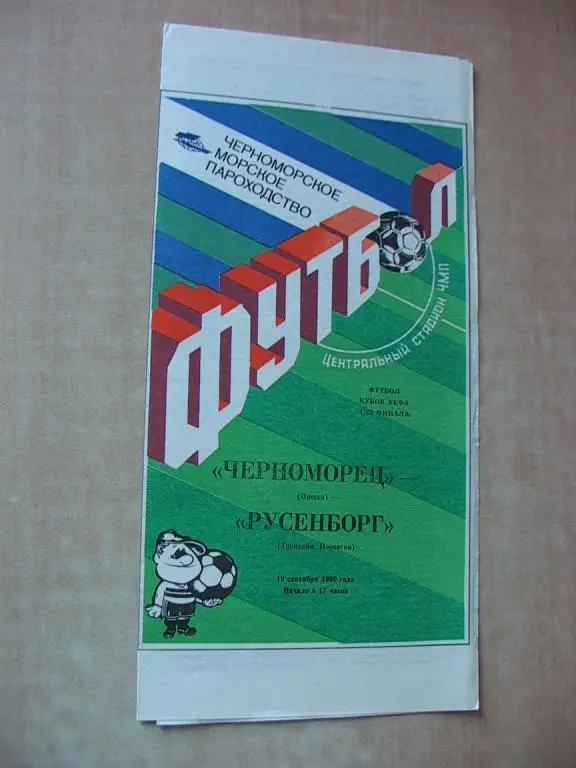 ЧЕРНОМОРСКОЕ
МОРСКОЕ
ПАРОХОДСТВО
ФУТБОЛ
ЦЕНТРАЛЬНЫЙ СТАДИОН ЧМП
ФУТБОЛ
КУБОК УЕФА
1/32 ФИНАЛА
«ЧЕРНОМОРЕЦ» —
(Одесса) —
«РУСЕНБОРГ»
(Тронхейм, Норвегия)
19 сентября 1990 года
Начало в 17 часов